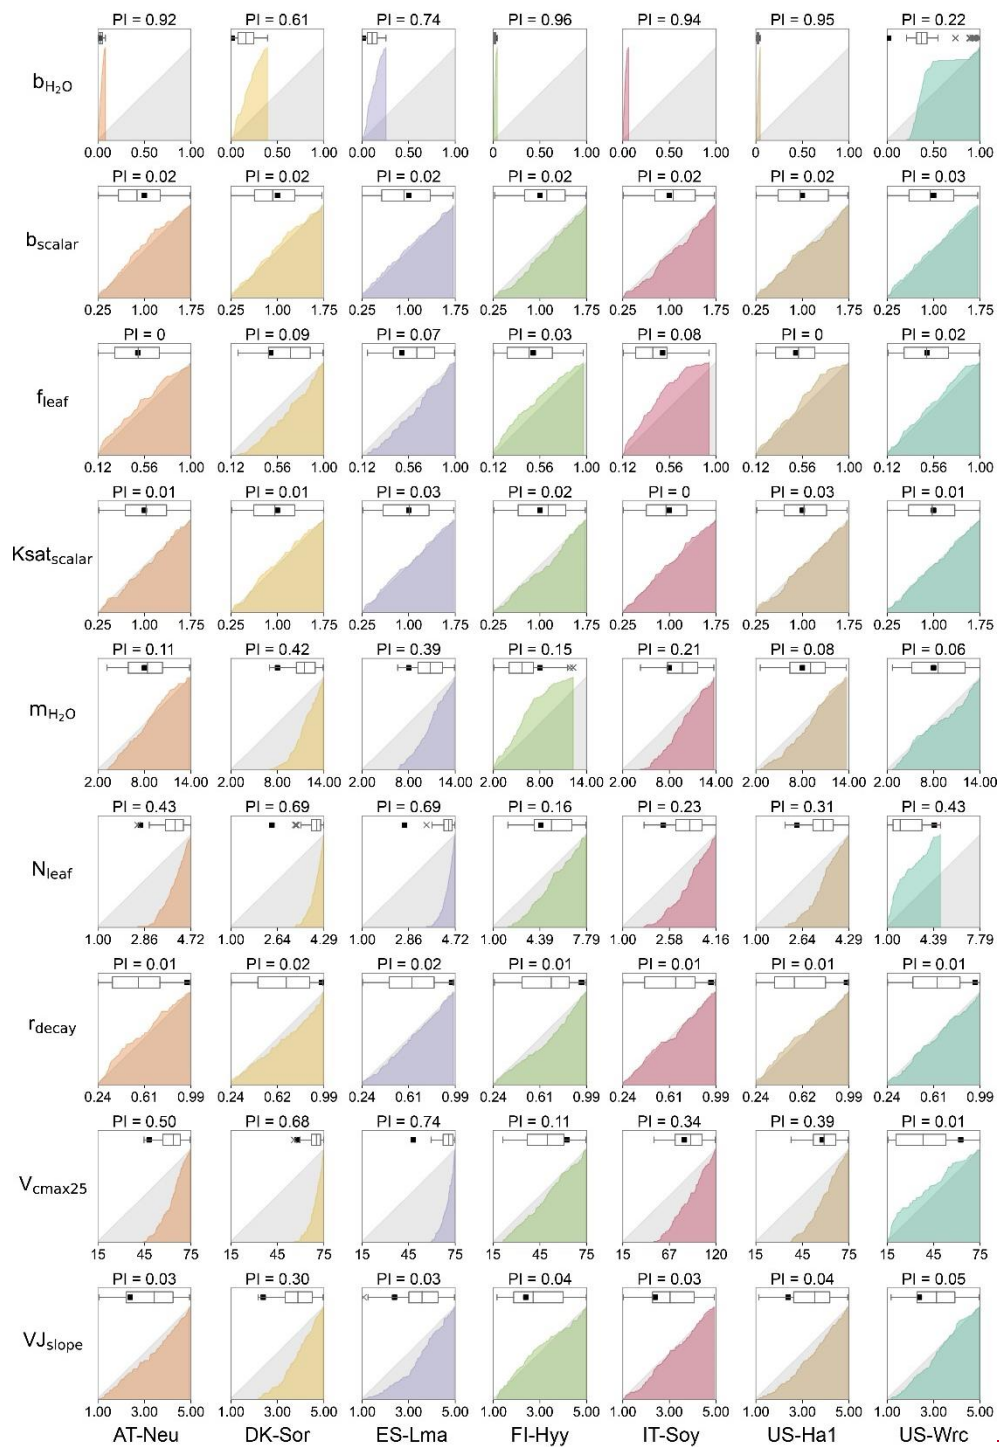 PI = 0.92 PI = 0.61 PI = 0.74 PI = 0.96 PI = 0.94 PI = 0.95 PI = 0.22
bH₂O
0.00 0.50 1.00 0.00 0.50 1.00 0.00 0.50 1.00 0 0.50 1.00 0.00 0.50 1.00 0 0.50 1.00 0.00 0.50 1.00
PI = 0.02 PI = 0.02 PI = 0.02 PI = 0.02 PI = 0.02 PI = 0.02 PI = 0.03
bscalar
0.25 1.00 1.75 0.25 1.00 1.75 0.25 1.00 1.75 0.25 1.00 1.75 0.25 1.00 1.75 0.25 1.00 1.75 0.25 1.00 1.75
PI = 0 PI = 0.09 PI = 0.07 PI = 0.03 PI = 0.08 PI = 0 PI = 0.02
fleaf
0.12 0.56 1.00 0.12 0.56 1.00 0.12 0.56 1.00 0.12 0.56 1.00 0.12 0.56 1.00 0.12 0.56 1.00 0.12 0.56 1.00
PI = 0.01 PI = 0.01 PI = 0.03 PI = 0.02 PI = 0 PI = 0.03 PI = 0.01
Ksatscalar
0.25 1.00 1.75 0.25 1.00 1.75 0.25 1.00 1.75 0.25 1.00 1.75 0.25 1.00 1.75 0.25 1.00 1.75 0.25 1.00 1.75
PI = 0.11 PI = 0.42 PI = 0.39 PI = 0.15 PI = 0.21 PI = 0.08 PI = 0.06
mH₂O
2.00 8.00 14.00 2.00 8.00 14.00 2.00 8.00 14.00 2.00 8.00 14.00 2.00 8.00 14.00 2.00 8.00 14.00 2.00 8.00 14.00
PI = 0.43 PI = 0.69 PI = 0.69 PI = 0.16 PI = 0.23 PI = 0.31 PI = 0.43
Nleaf
1.00 2.86 4.72 1.00 2.64 4.29 1.00 2.86 4.72 1.00 4.39 7.79 1.00 2.58 4.16 1.00 2.64 4.29 1.00 4.39 7.79
PI = 0.01 PI = 0.02 PI = 0.02 PI = 0.01 PI = 0.01 PI = 0.01 PI = 0.01
rdecay
0.24 0.61 0.99 0.24 0.61 0.99 0.24 0.61 0.99 0.24 0.61 0.99 0.24 0.61 0.99 0.24 0.61 0.99 0.24 0.61 0.99
PI = 0.50 PI = 0.68 PI = 0.74 PI = 0.11 PI = 0.34 PI = 0.39 PI = 0.01
Vcmax25
15 45 75 15 45 75 15 45 75 15 45 75 15 67 120 15 45 75 15 45 75
PI = 0.03 PI = 0.30 PI = 0.03 PI = 0.04 PI = 0.03 PI = 0.04 PI = 0.05
VJslope
1.00 3.00 5.00 1.00 3.00 5.00 1.00 3.00 5.00 1.00 3.00 5.00 1.00 3.00 5.00 1.00 3.00 5.00 1.00 3.00 5.00
AT-Neu DK-Sor ES-Lma FI-Hyy IT-Soy US-Ha1 US-Wrc